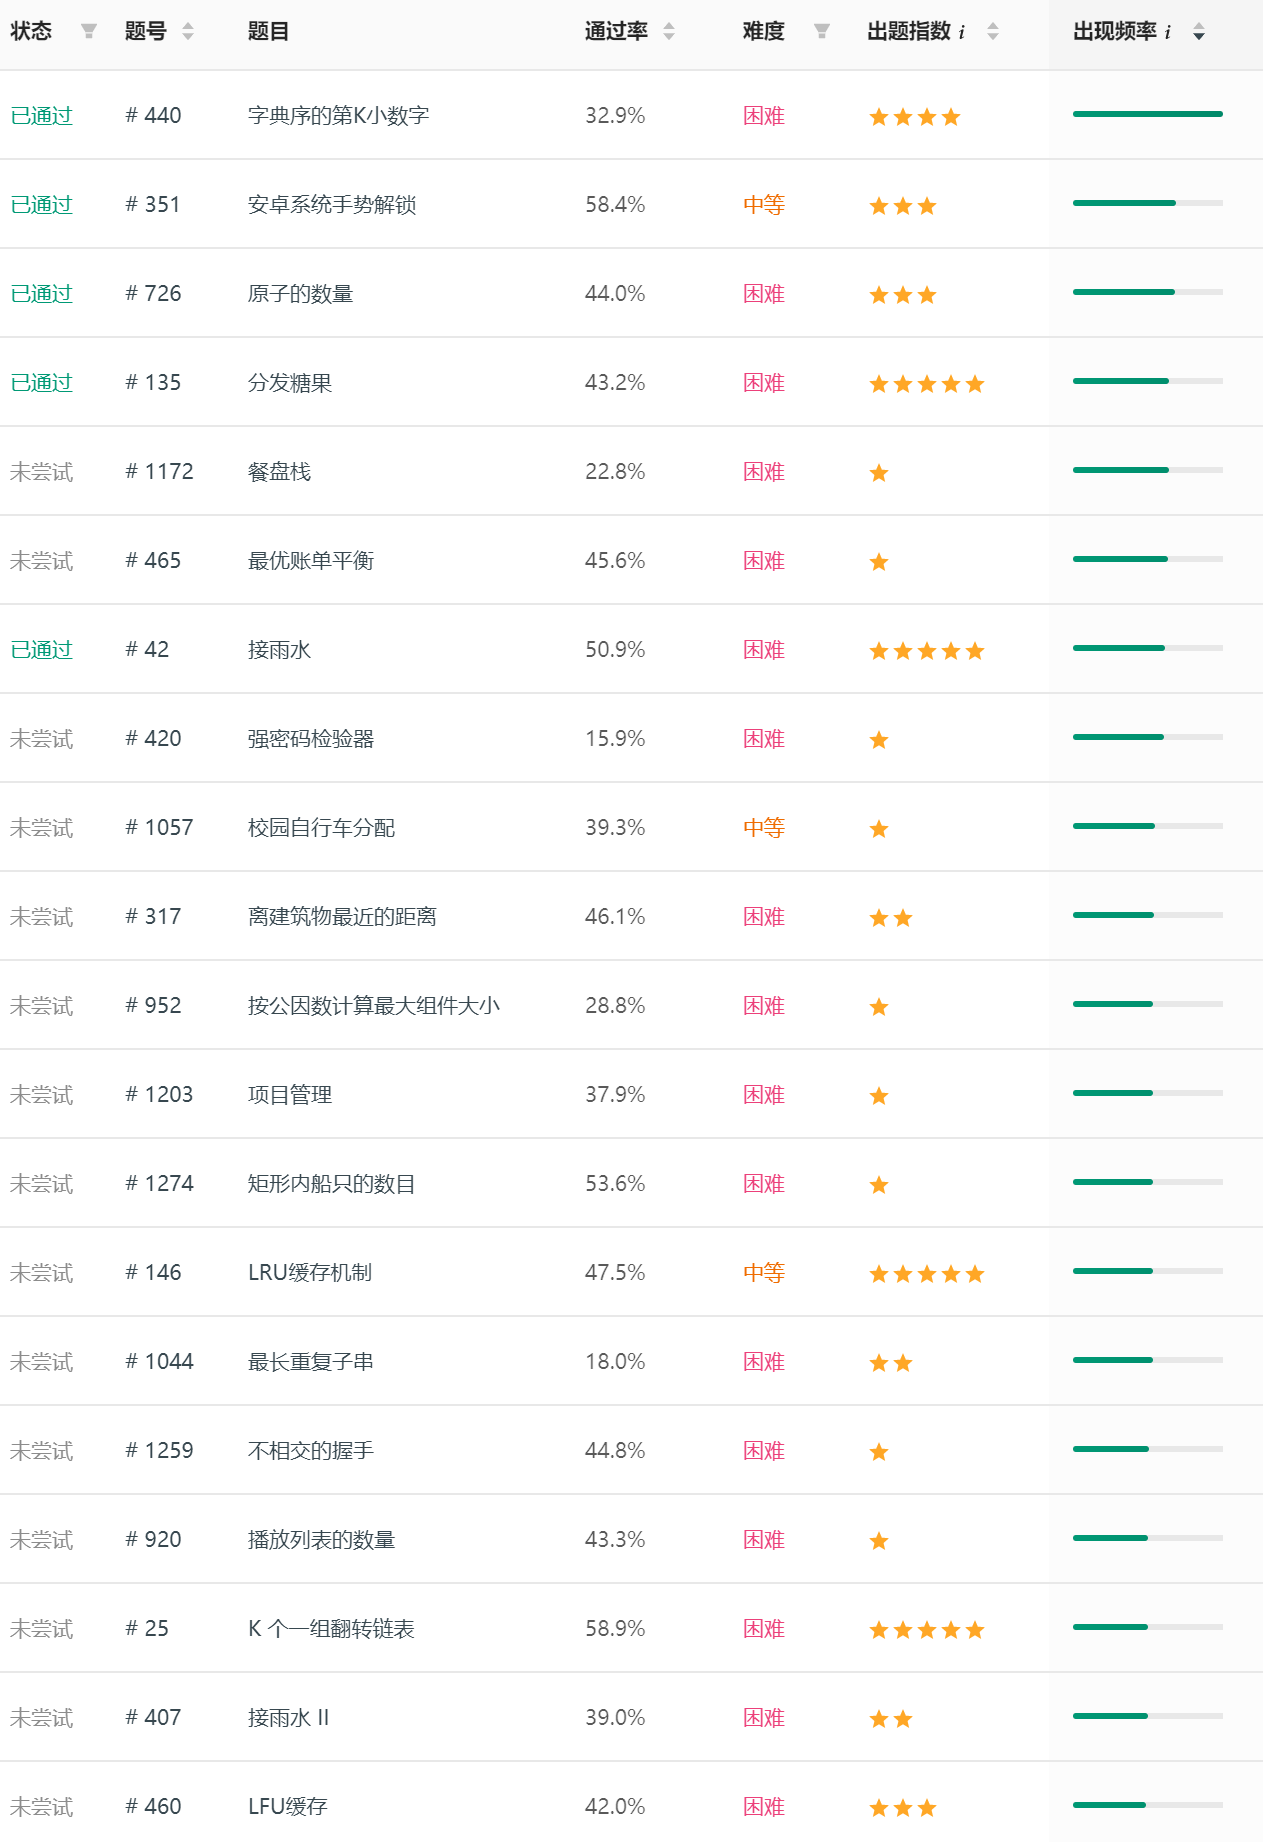 状态 题号 题目 通过率 难度 出题指数 i 出现频率 i
已通过 # 440 字典序的第K小数字 32.9% 困难
已通过 # 351 安卓系统手势解锁 58.4% 中等
已通过 # 726 原子的数量 44.0% 困难
已通过 # 135 分发糖果 43.2% 困难
未尝试 # 1172 餐盘栈 22.8% 困难
未尝试 # 465 最优账单平衡 45.6% 困难
已通过 # 42 接雨水 50.9% 困难
未尝试 # 420 强密码检验器 15.9% 困难
未尝试 # 1057 校园自行车分配 39.3% 中等
未尝试 # 317 离建筑物最近的距离 46.1% 困难
未尝试 # 952 按公因数计算最大组件大小 28.8% 困难
未尝试 # 1203 项目管理 37.9% 困难
未尝试 # 1274 矩形内船只的数目 53.6% 困难
未尝试 # 146 LRU缓存机制 47.5% 中等
未尝试 # 1044 最长重复子串 18.0% 困难
未尝试 # 1259 不相交的握手 44.8% 困难
未尝试 # 920 播放列表的数量 43.3% 困难
未尝试 # 25 K 个一组翻转链表 58.9% 困难
未尝试 # 407 接雨水 II 39.0% 困难
未尝试 # 460 LFU缓存 42.0% 困难